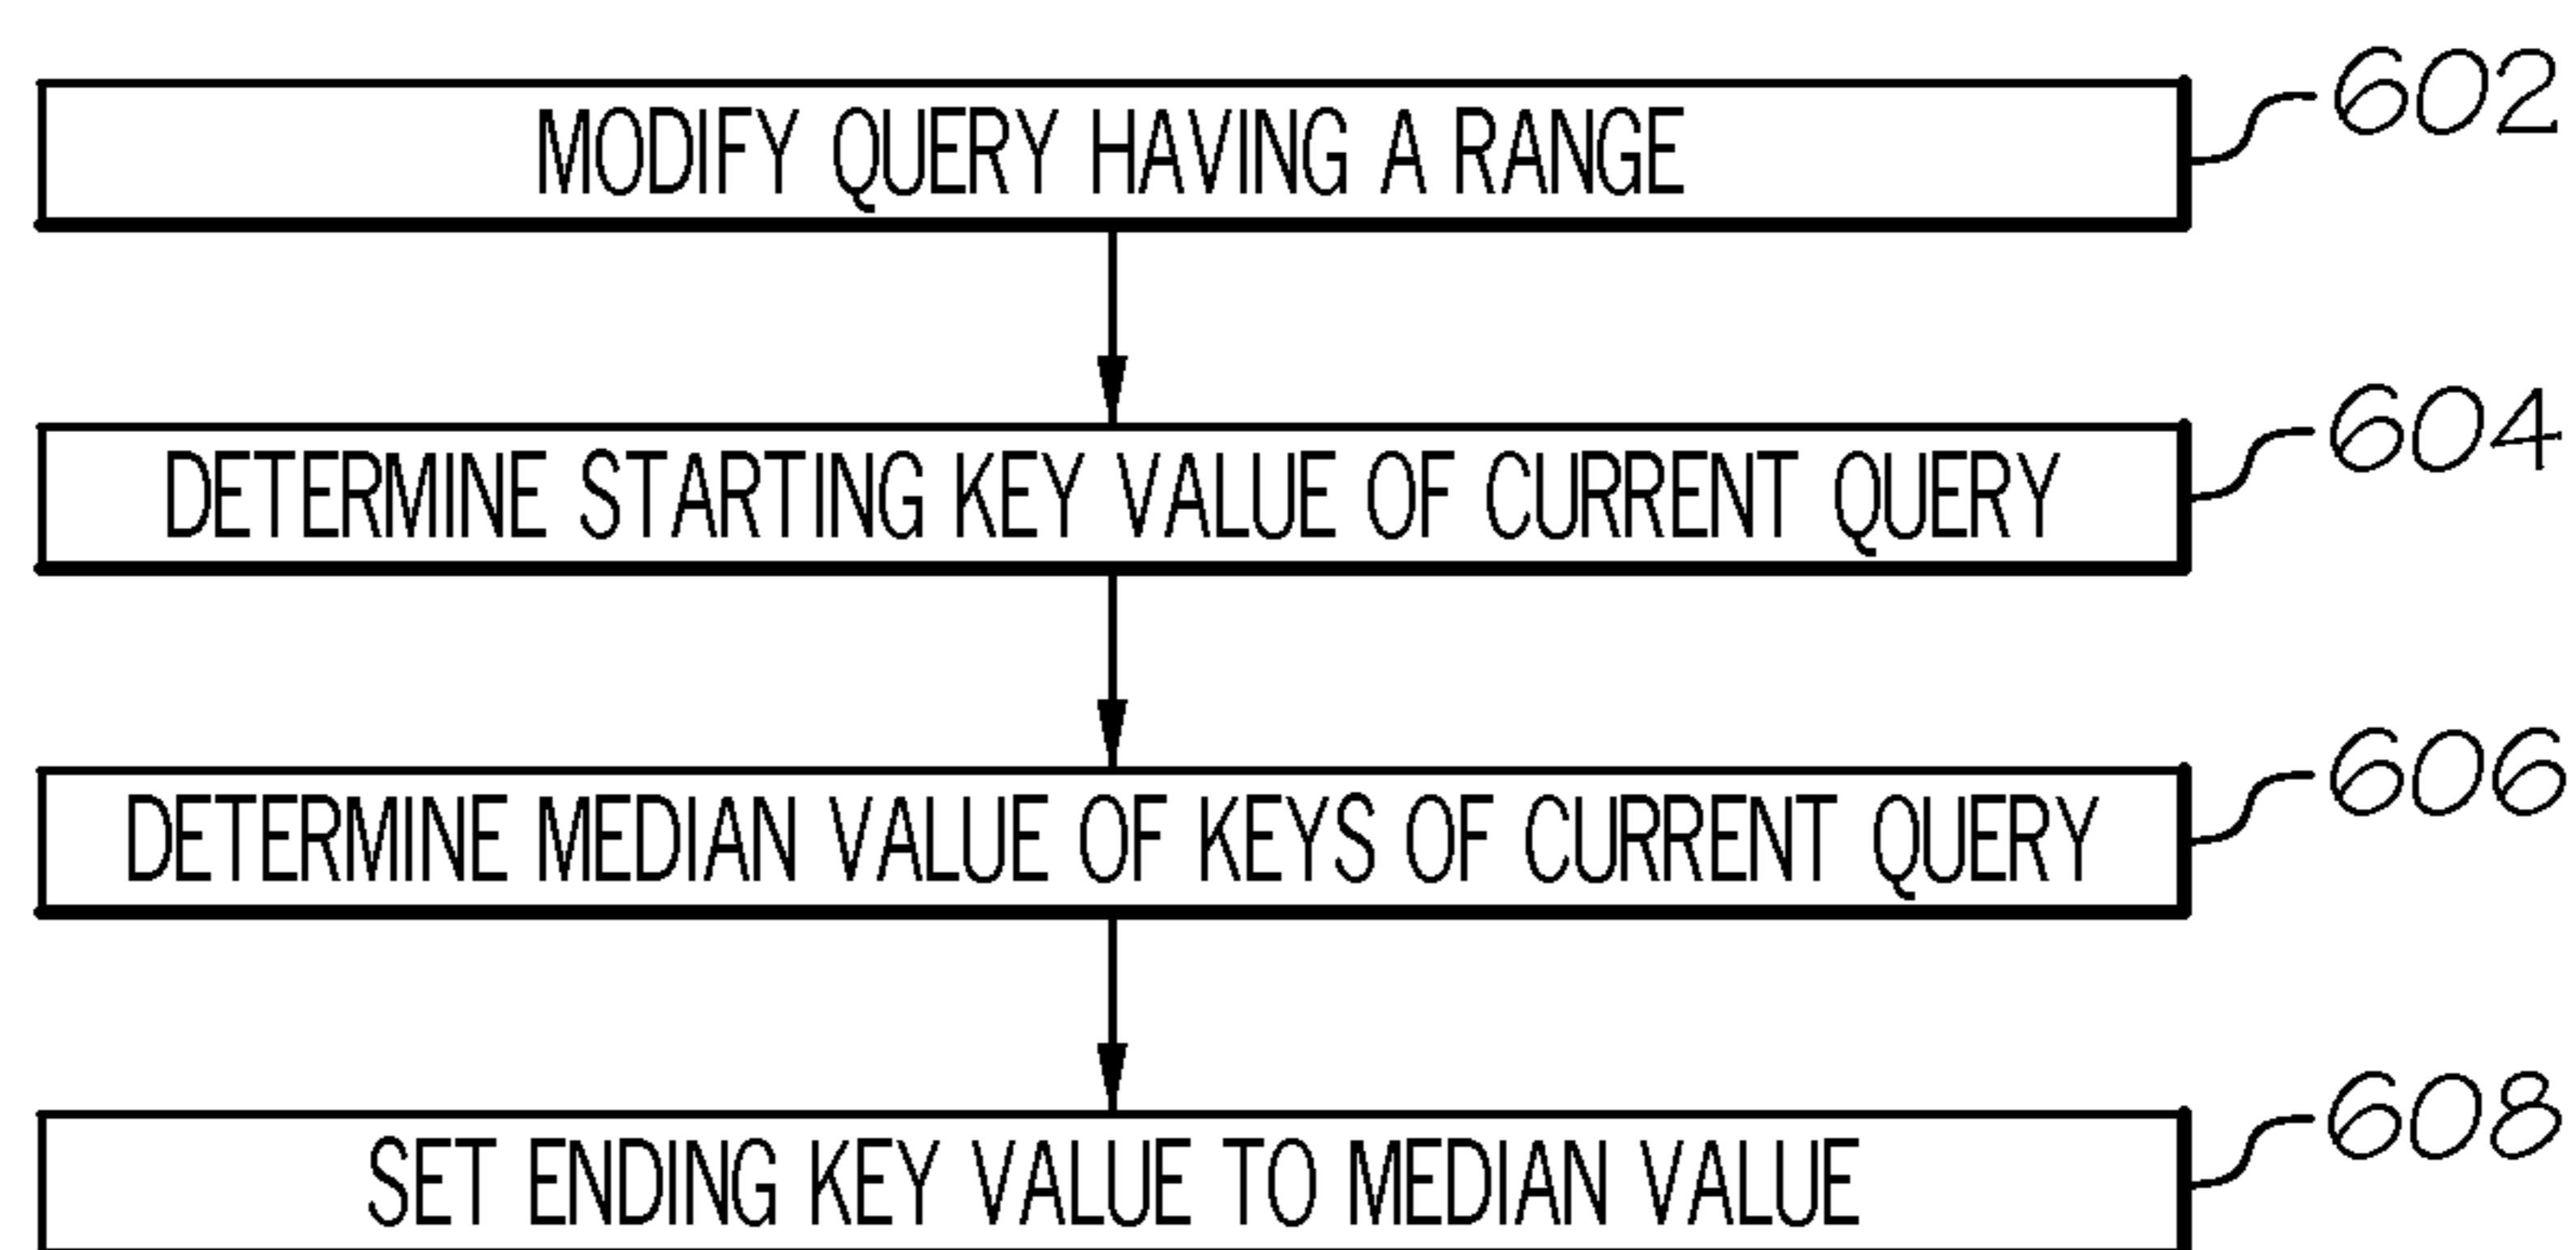 MODIFY QUERY HAVING A RANGE
602
DETERMINE STARTING KEY VALUE OF CURRENT QUERY
604
DETERMINE MEDIAN VALUE OF KEYS OF CURRENT QUERY
606
SET ENDING KEY VALUE TO MEDIAN VALUE
608